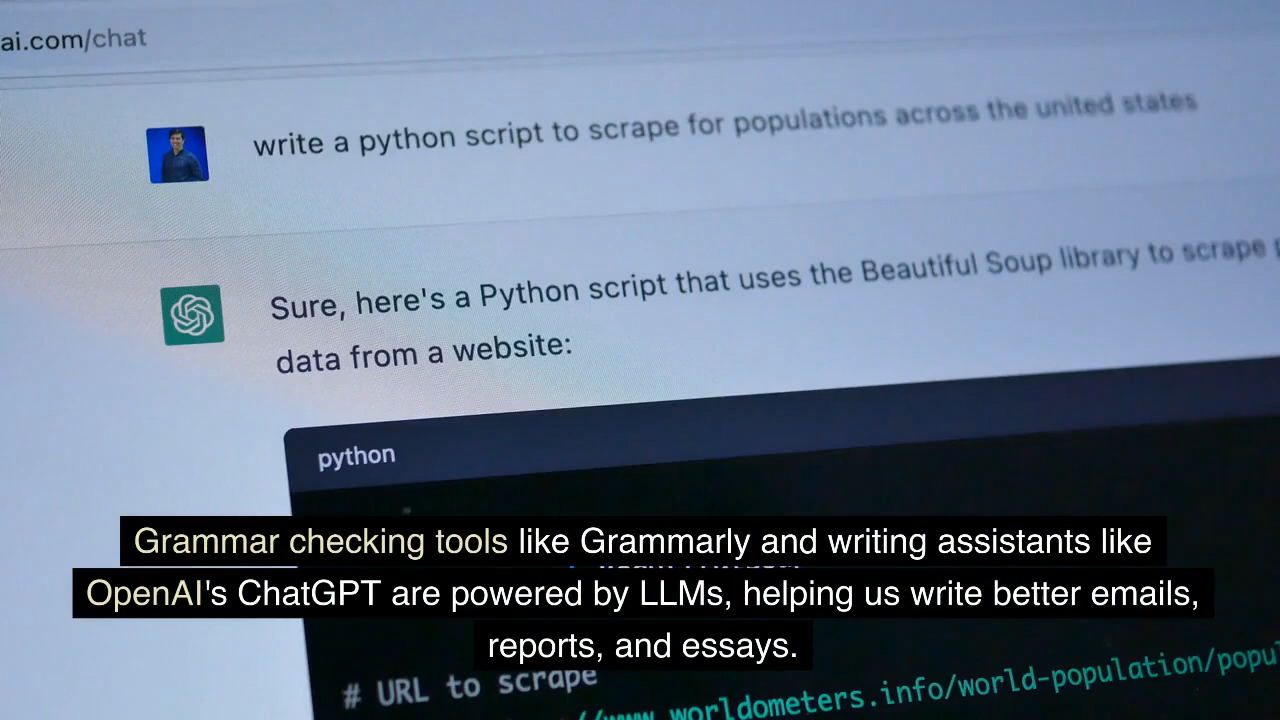 ai.com/chat
write a python script to scrape for populations across the united states
Sure, here's a Python script that uses the Beautiful Soup library to scrape
data from a website:
python
Grammar checking tools like Grammarly and writing assistants like
OpenAI's ChatGPT are powered by LLMs, helping us write better emails,
reports, and essays.
# URL to scrape
www.worldometers.info/world-population/popu